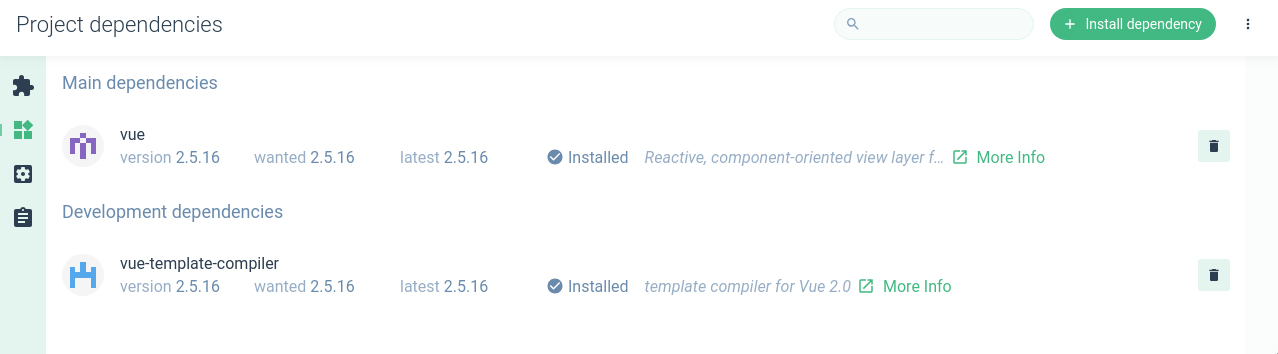 Project dependencies
Install dependency
Main dependencies
vue
version 2.5.16 wanted 2.5.16 latest 2.5.16 Installed Reactive, component-oriented view layer f… More Info
Development dependencies
vue-template-compiler
version 2.5.16 wanted 2.5.16 latest 2.5.16 Installed template compiler for Vue 2.0 More Info